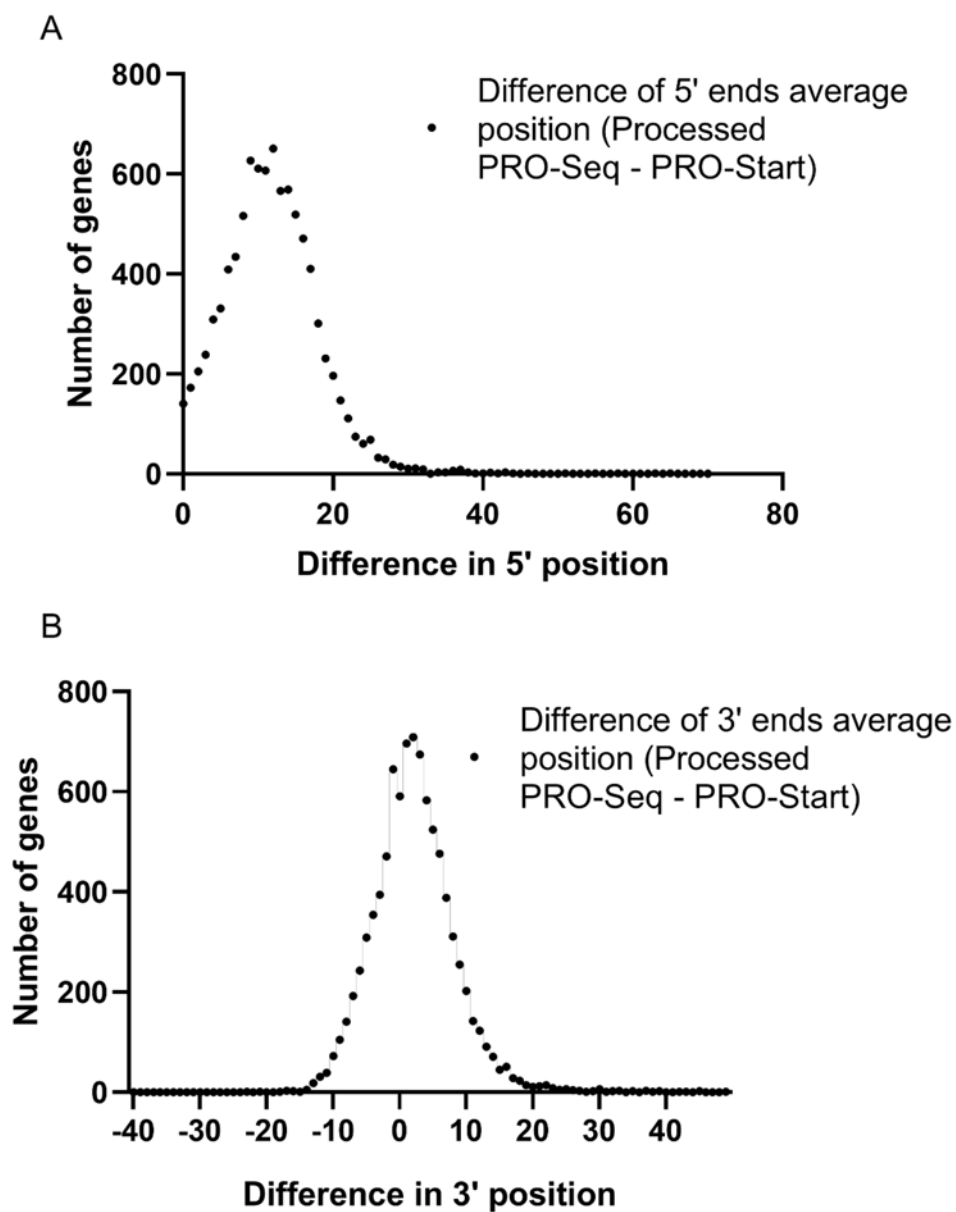 A
800
600
400
200
0
Number of genes
Difference of 5' ends average
position (Processed
PRO-Seq - PRO-Start)
0 20 40 60 80
Difference in 5' position
B
800
600
400
200
0
Number of genes
Difference of 3' ends average
position (Processed
PRO-Seq - PRO-Start)
-40 -30 -20 -10 0 10 20 30 40
Difference in 3' position